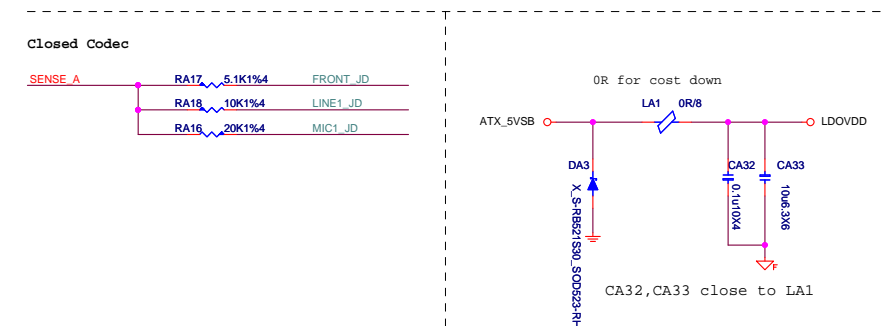 Closed Codec
SENSE_A
RA17 5.1K1%4 FRONT_JD
RA18 10K1%4 LINE1_JD
RA16 20K1%4 MIC1_JD
0R for cost down
LA1 0R/8
ATX_5VSB
LDOVDD
DA3
X_S-RB521S30_SOD523-RH
CA32
0.1u10X4
CA33
10u6.3X6
F
CA32,CA33 close to LA1